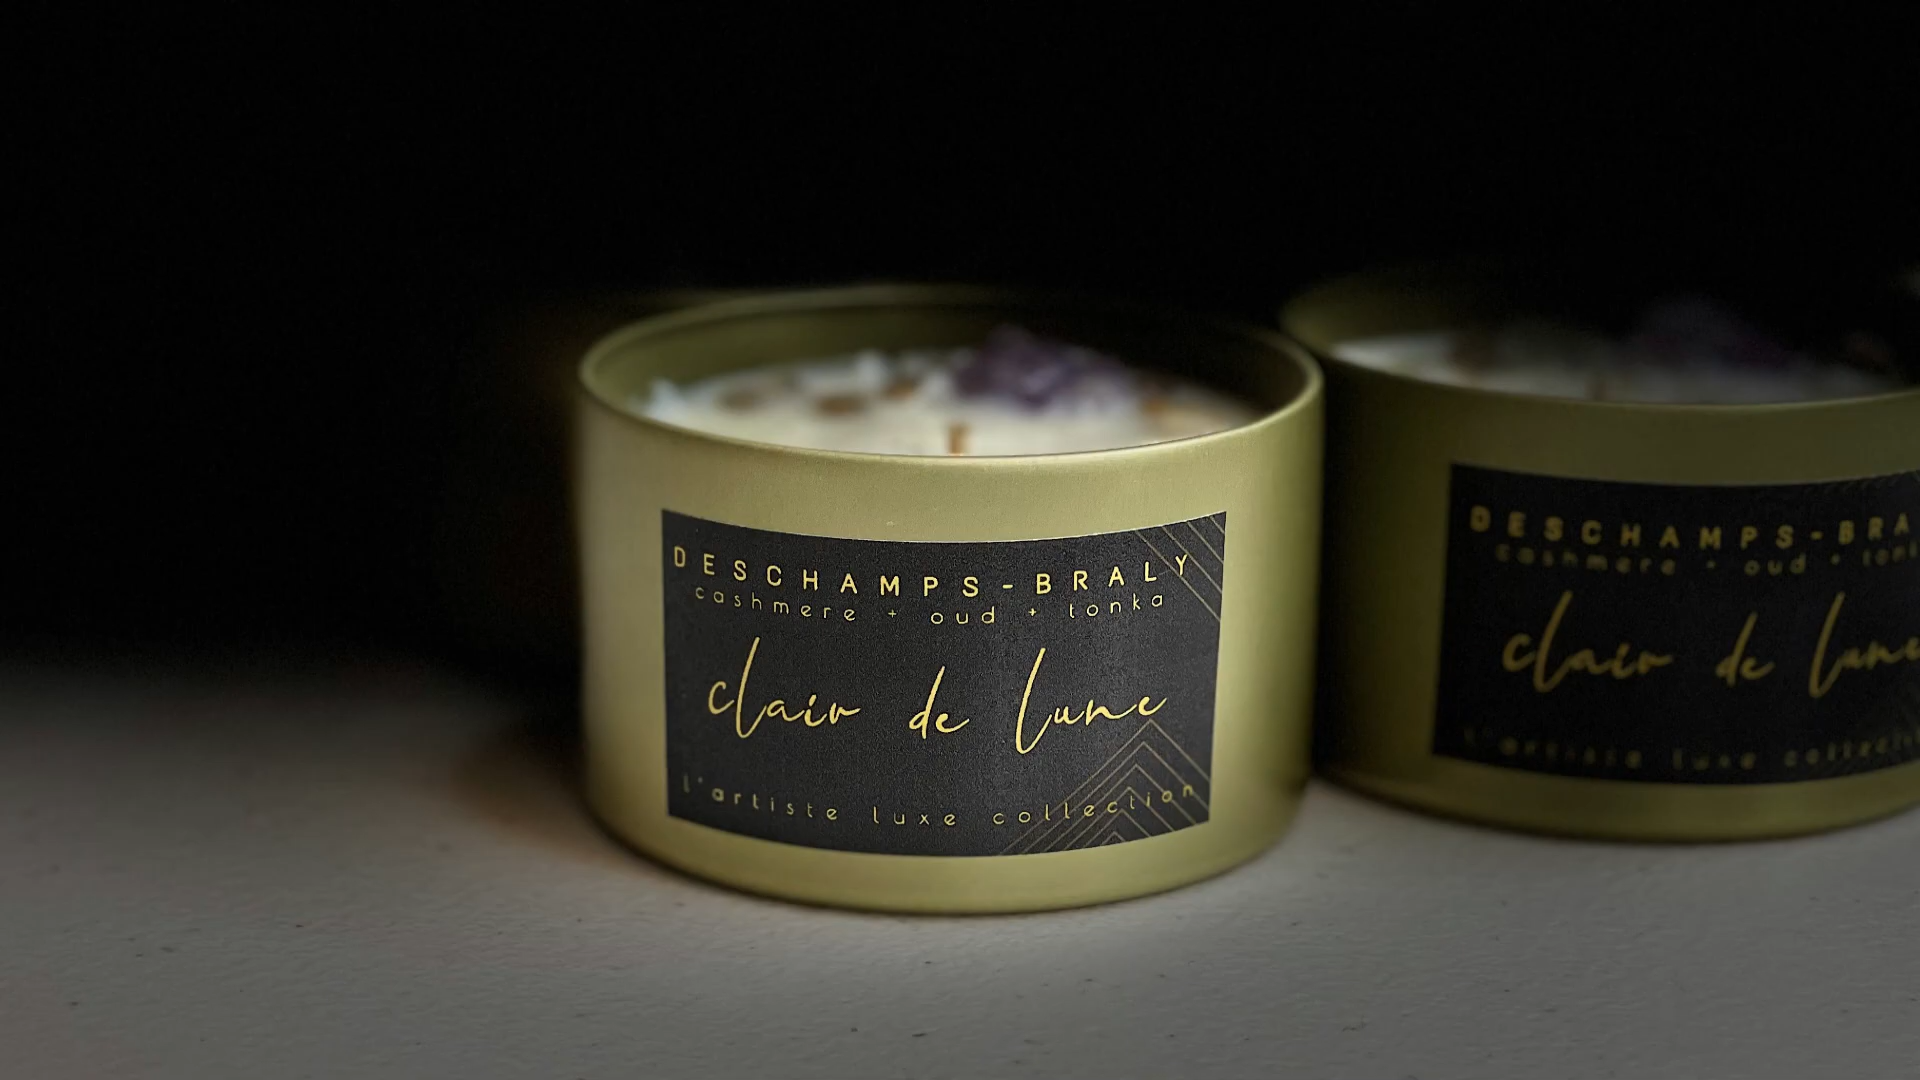 DESCHAMPS-BRALY
cashmere + oud + tonka
clair de lune
l'artiste luxe collection
DESCHAMPS-BRA
cashmere + oud + ton
clair de lune
l'artiste luxe collecti